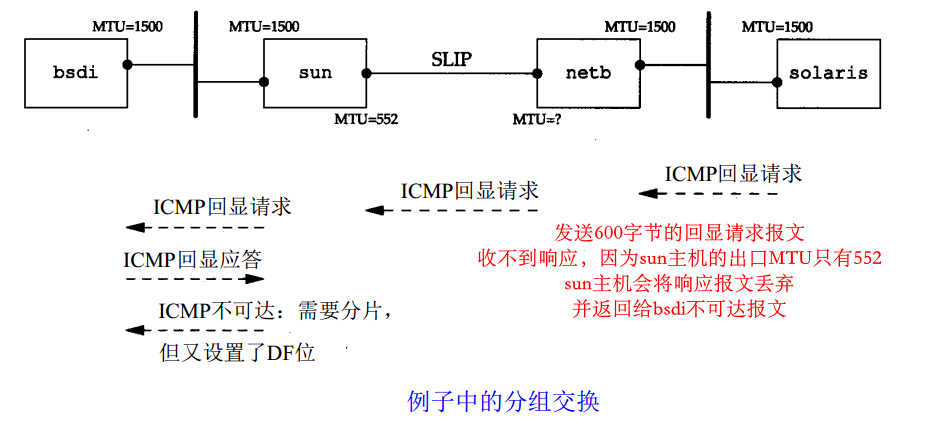 MTU=1500
MTU=1500
MTU=1500
MTU=1500
bsdi
sun
SLIP
netb
solaris
MTU=552
MTU=?
ICMP回显请求
ICMP回显请求
ICMP回显请求
ICMP回显应答
ICMP不可达：需要分片，
但又设置了DF位
发送600字节的回显请求报文
收不到响应，因为sun主机的出口MTU只有552
sun主机会将响应报文丢弃
并返回给bsdi不可达报文
例子中的分组交换